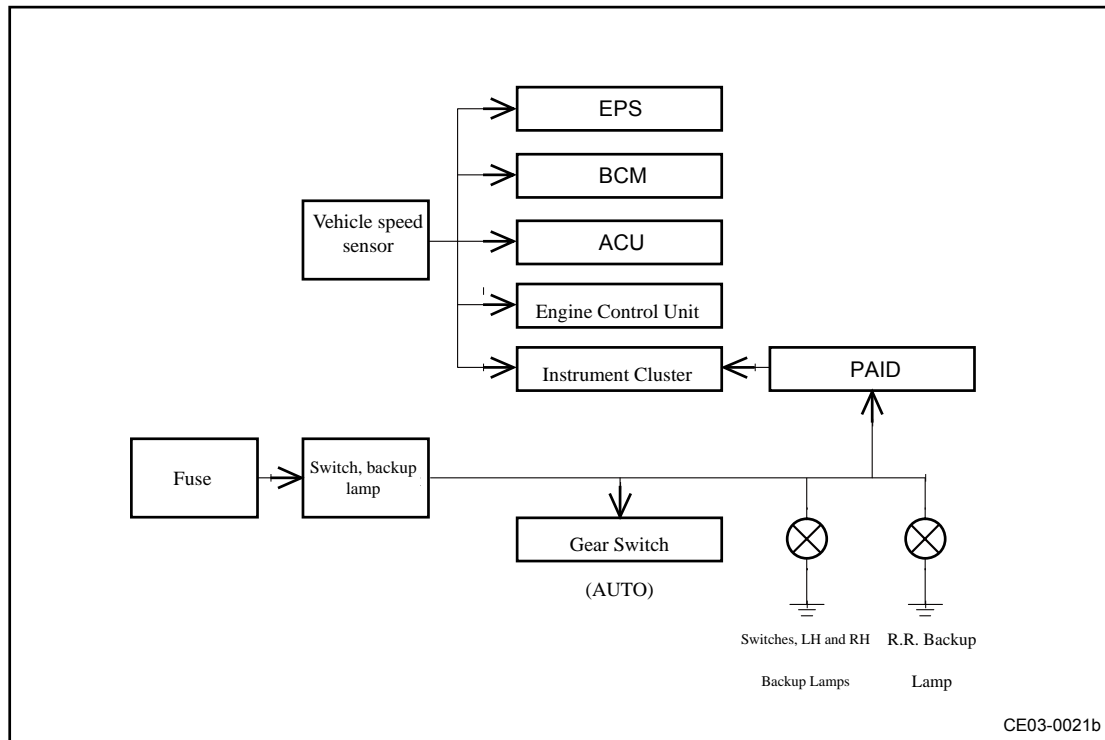 EPS
BCM
Vehicle speed
sensor
ACU
Engine Control Unit
Instrument Cluster
PAID
Fuse
Switch, backup
lamp
Gear Switch
(AUTO)
Switches, LH and RH
Backup Lamps
R.R. Backup
Lamp
CE03-0021b